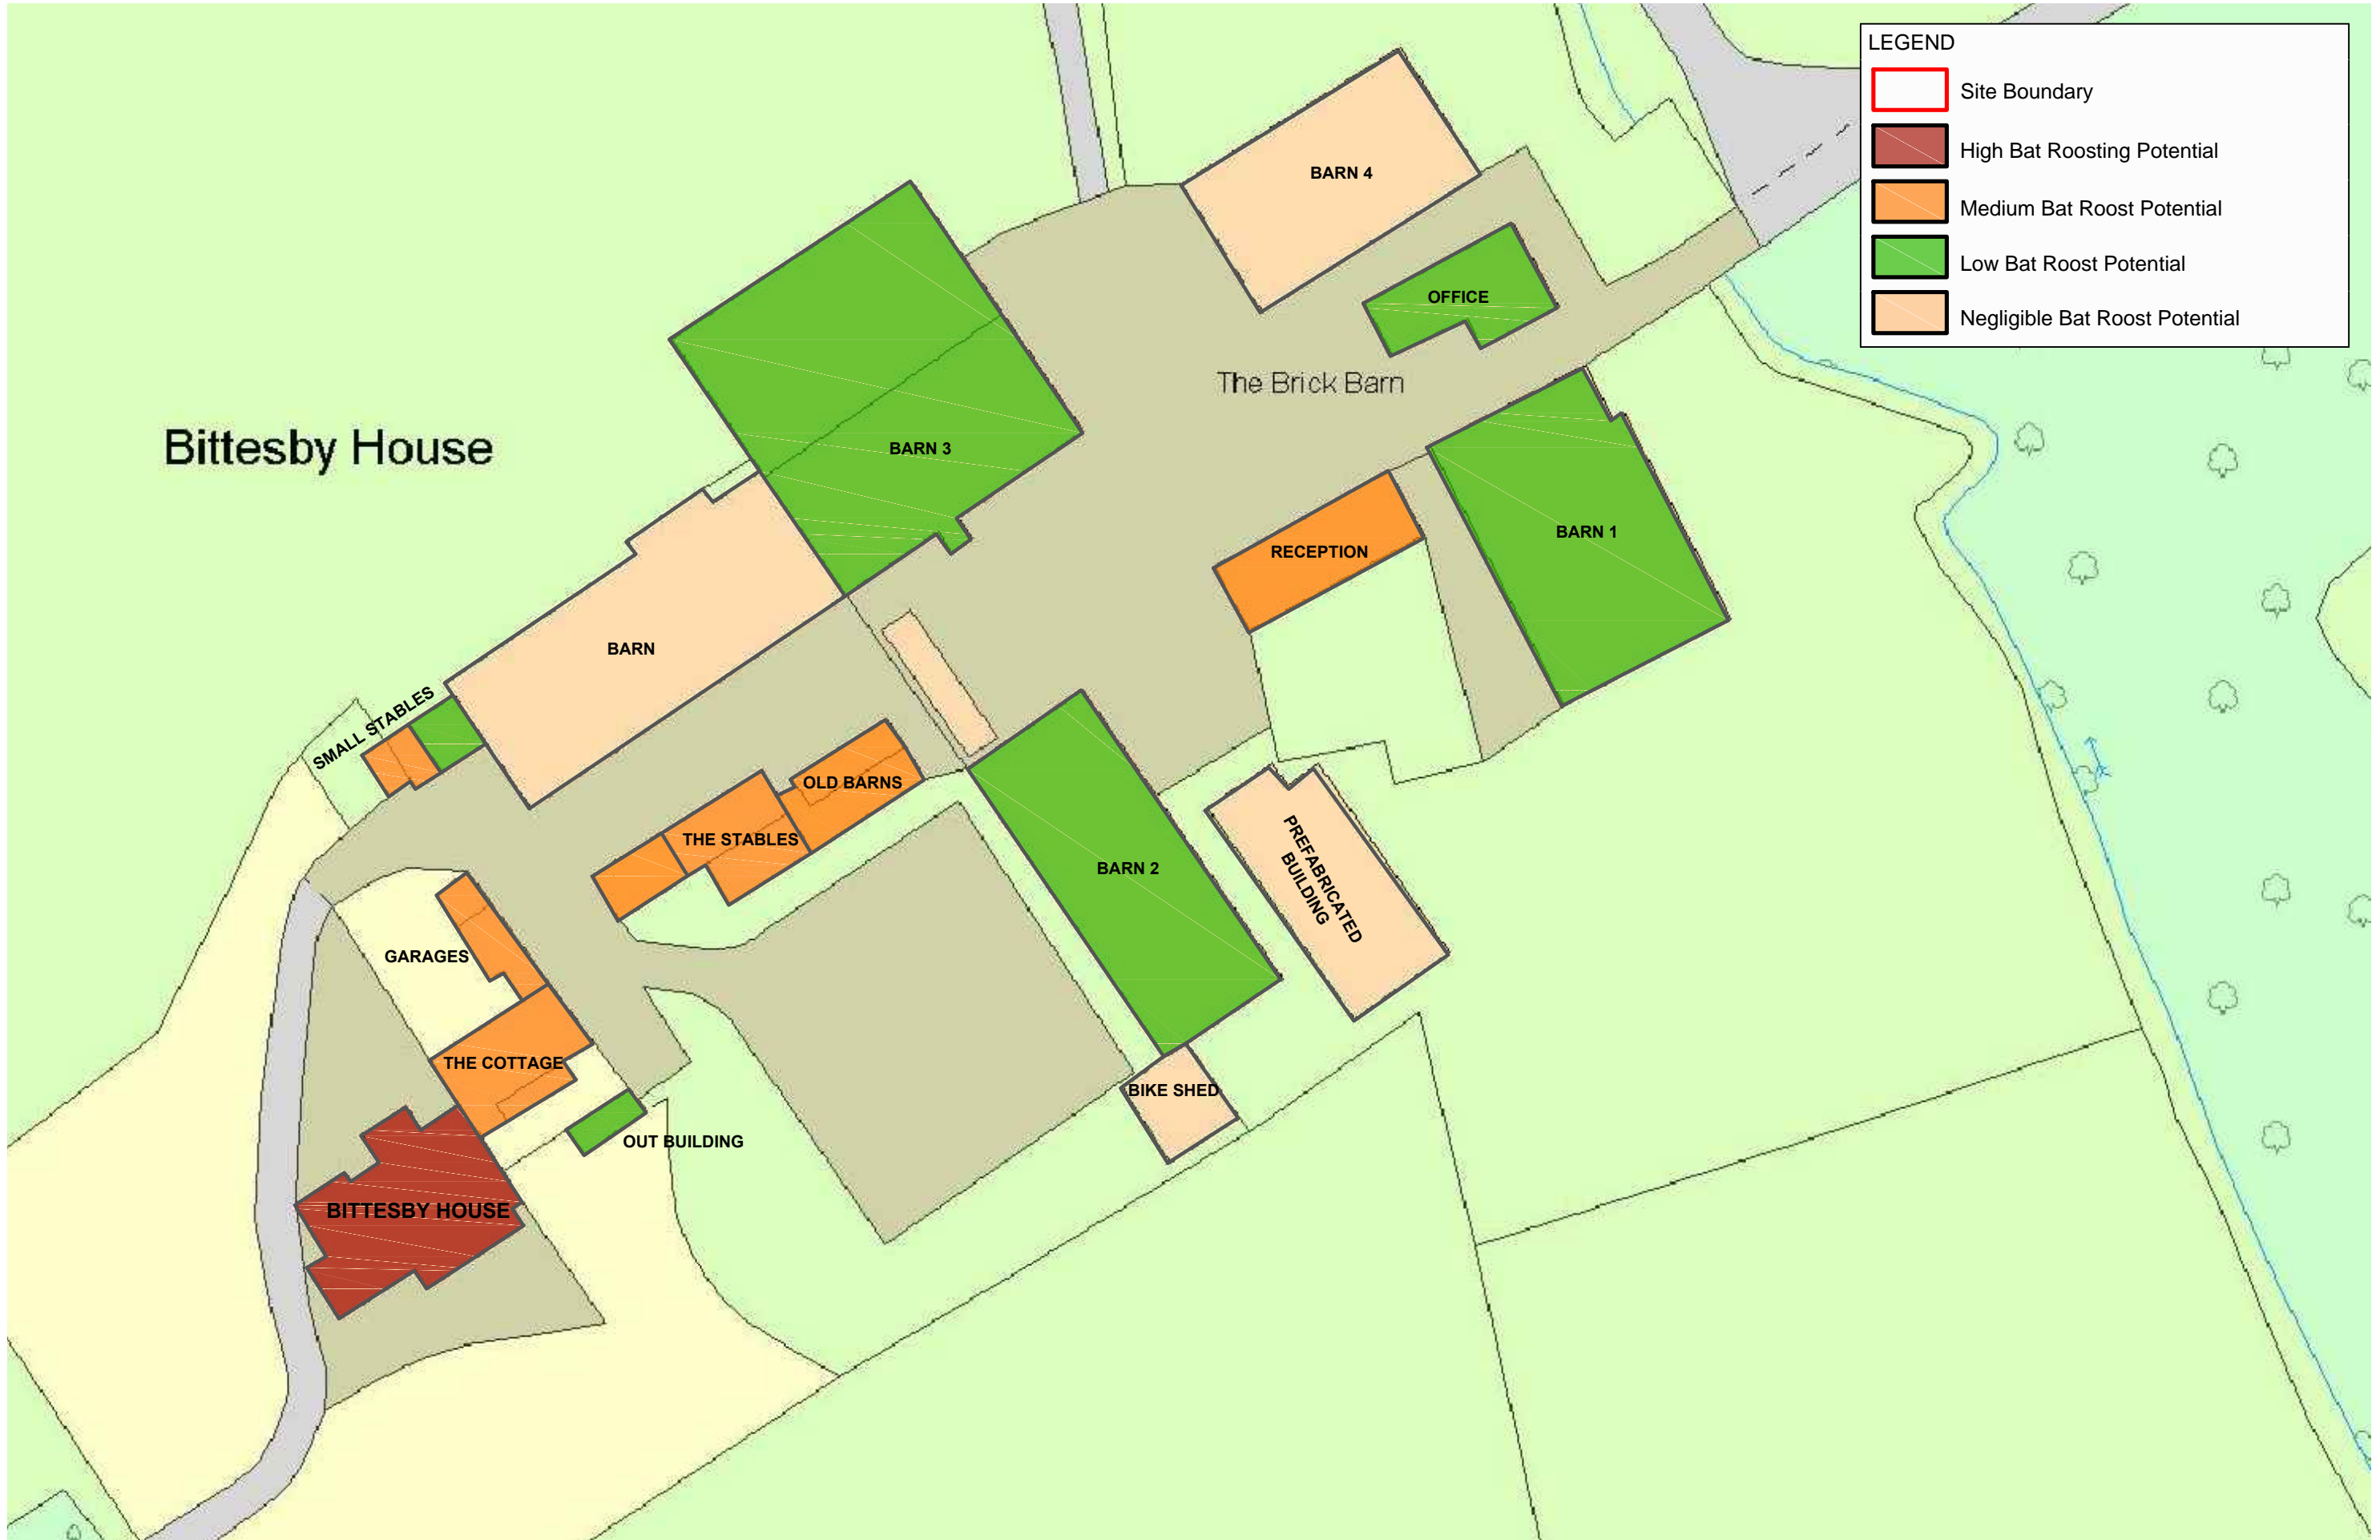 LEGEND
Site Boundary
High Bat Roosting Potential
Medium Bat Roost Potential
Low Bat Roost Potential
Negligible Bat Roost Potential
BARN 4
OFFICE
The Brick Barn
Bittesby House
BARN 3
BARN 1
RECEPTION
BARN
SMALL STABLES
OLD BARNS
THE STABLES
BARN 2
PREFABRICATED
BUILDING
GARAGES
THE COTTAGE
BIKE SHED
OUT BUILDING
BITTESBY HOUSE